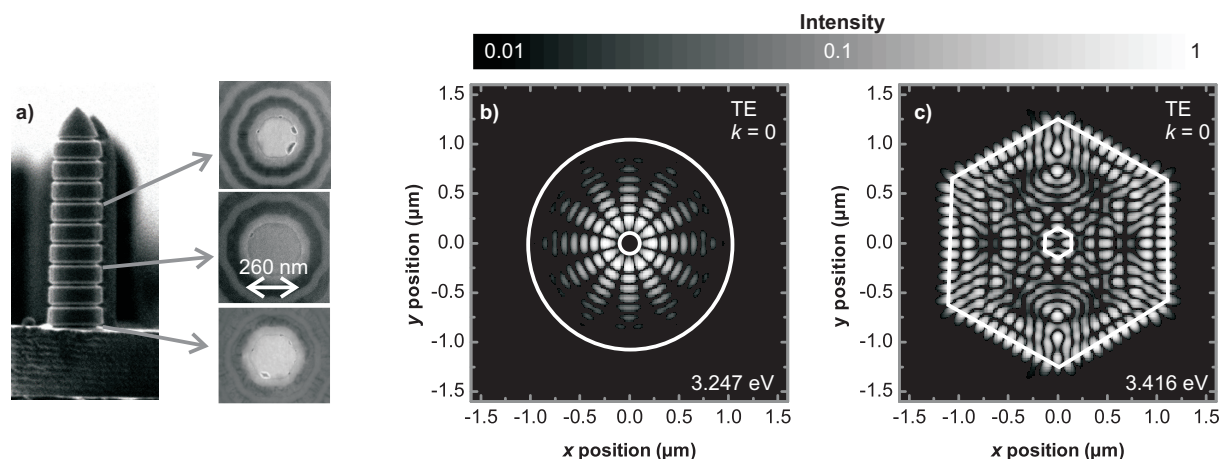 Intensity
0.01 0.1 1
a)
260 nm
b) TE
k = 0
3.247 eV
1.5
1.0
0.5
0.0
-0.5
-1.0
-1.5
y position (µm)
-1.5 -1.0 -0.5 0.0 0.5 1.0 1.5
x position (µm)
c) TE
k = 0
3.416 eV
1.5
1.0
0.5
0.0
-0.5
-1.0
-1.5
y position (µm)
-1.5 -1.0 -0.5 0.0 0.5 1.0 1.5
x position (µm)